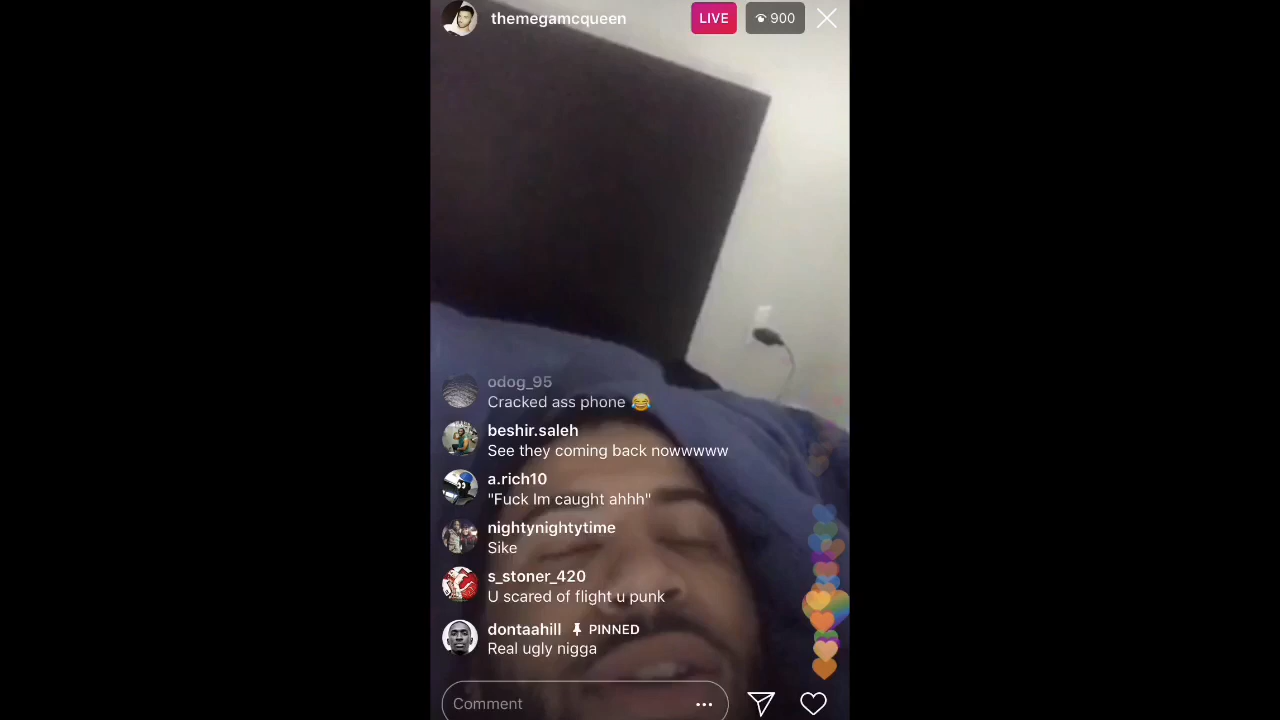 themegamcqueen
LIVE
900
odog_95
Cracked ass phone 😂
beshir.saleh
See they coming back nowwwww
a.rich10
"Fuck Im caught ahhh"
nightynightytime
Sike
s_stoner_420
U scared of flight u punk
dontaahill PINNED
Real ugly nigga
Comment